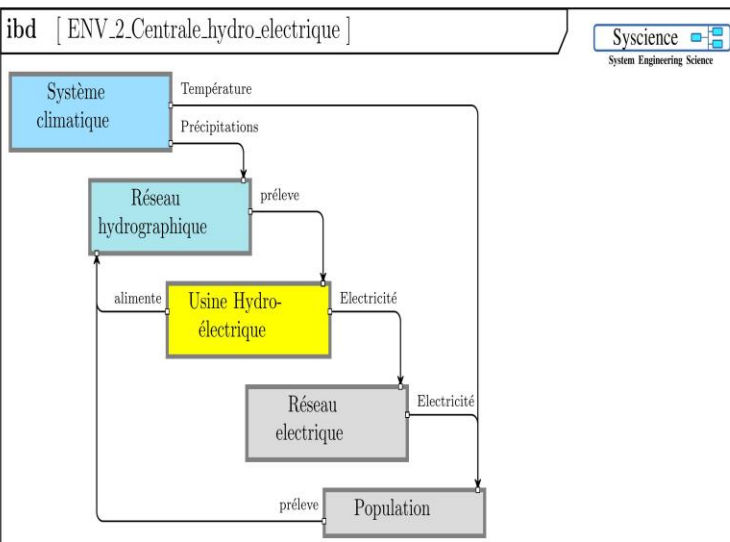 ibd [ ENV_2_Centrale_hydro_electrique ]
Syscience
System Engineering Science
Système
climatique
Température
Précipitations
Réseau
hydrographique
préleve
alimente
Usine Hydro-
électrique
Electricité
Réseau
electrique
Electricité
préleve
Population